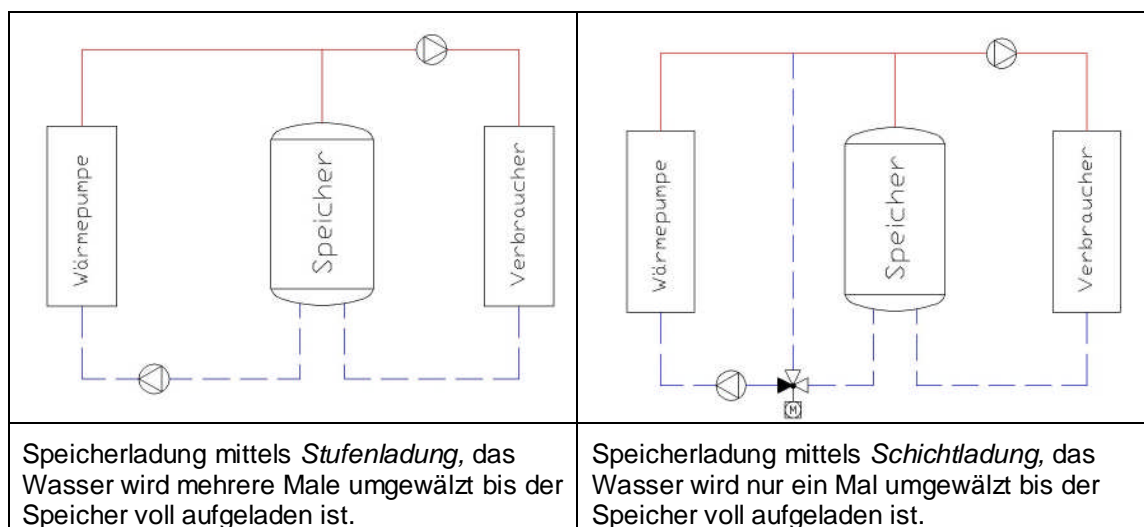 Wärmepumpe
Speicher
Verbraucher
Wärmepumpe
Speicher
Verbraucher
M
Speicherladung mittels Stufenladung, das
Wasser wird mehrere Male umgewälzt bis der
Speicher voll aufgeladen ist.
Speicherladung mittels Schichtladung, das
Wasser wird nur ein Mal umgewälzt bis der
Speicher voll aufgeladen ist.